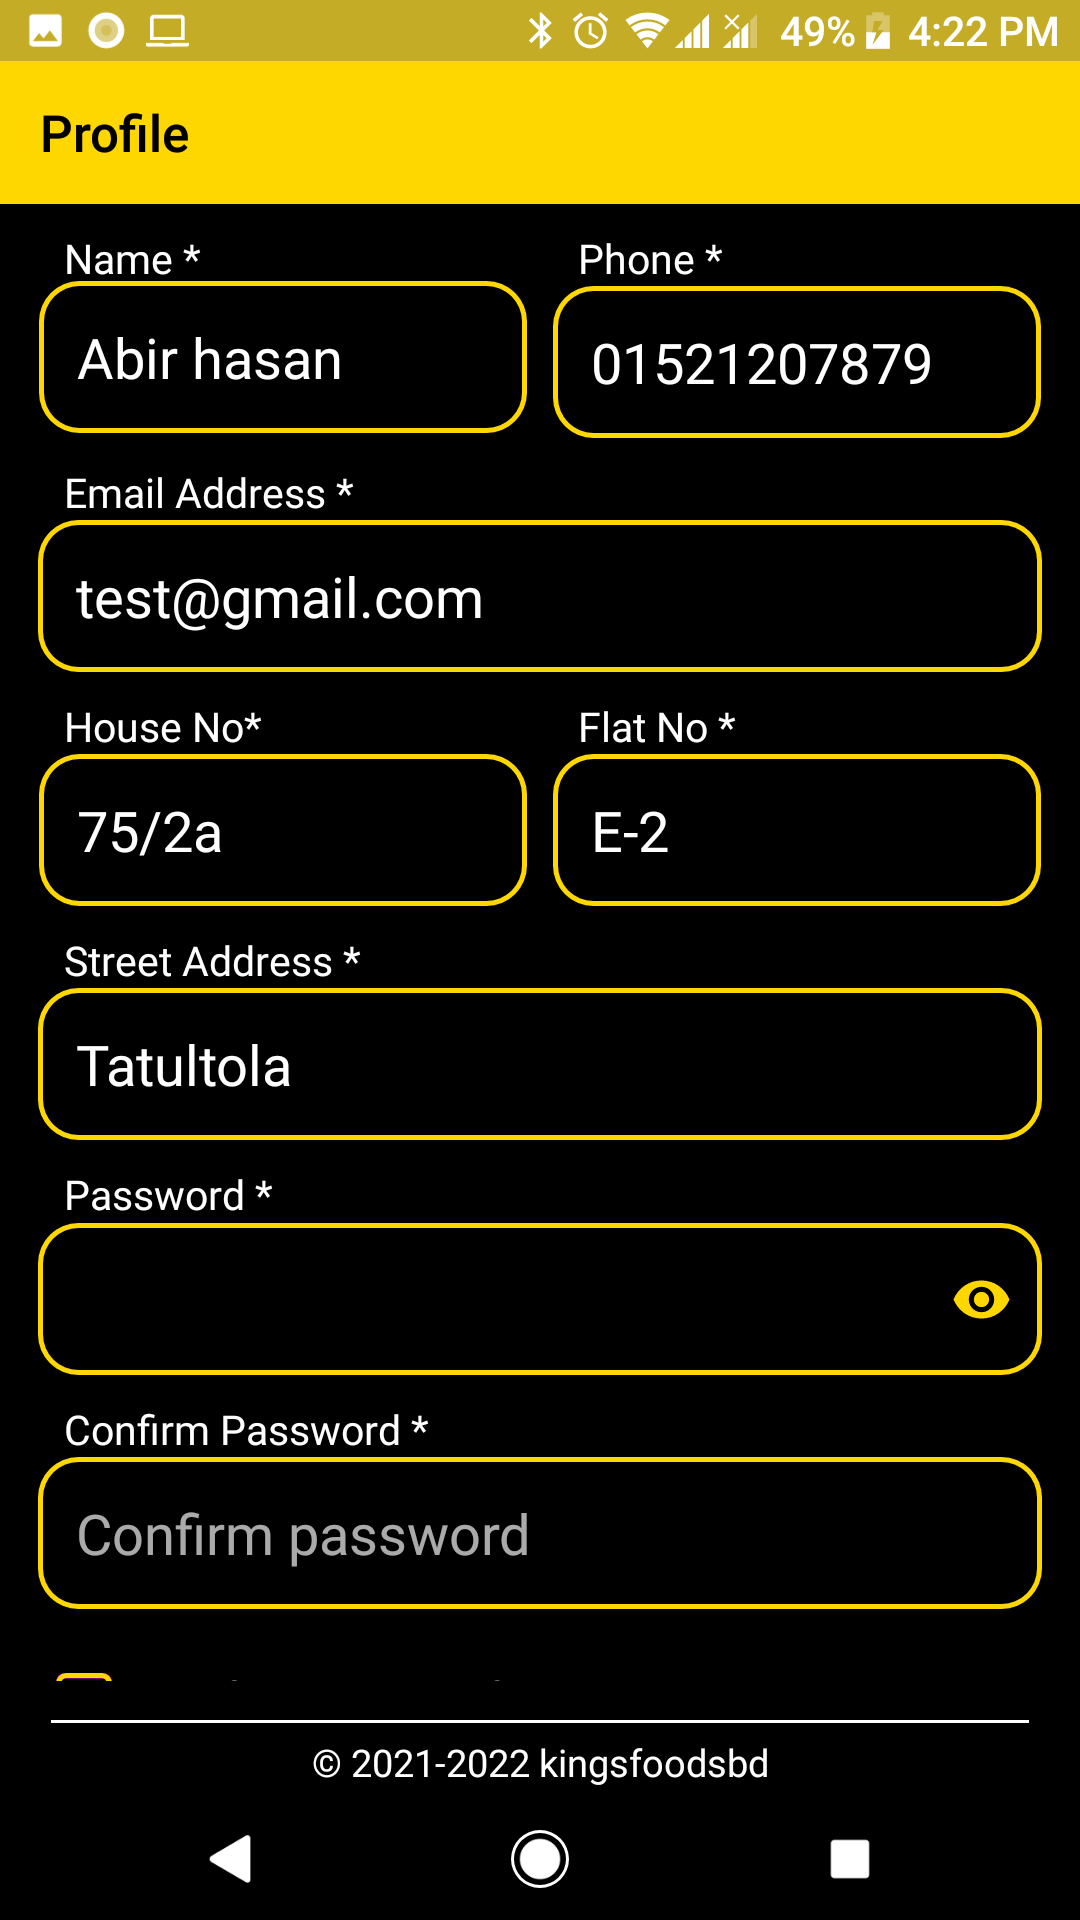 49% 4:22 PM
Profile
Name * Phone *
Abir hasan 01521207879
Email Address *
test@gmail.com
House No* Flat No *
75/2a E-2
Street Address *
Tatultola
Password *
Confirm Password *
Confirm password
© 2021-2022 kingsfoodsbd